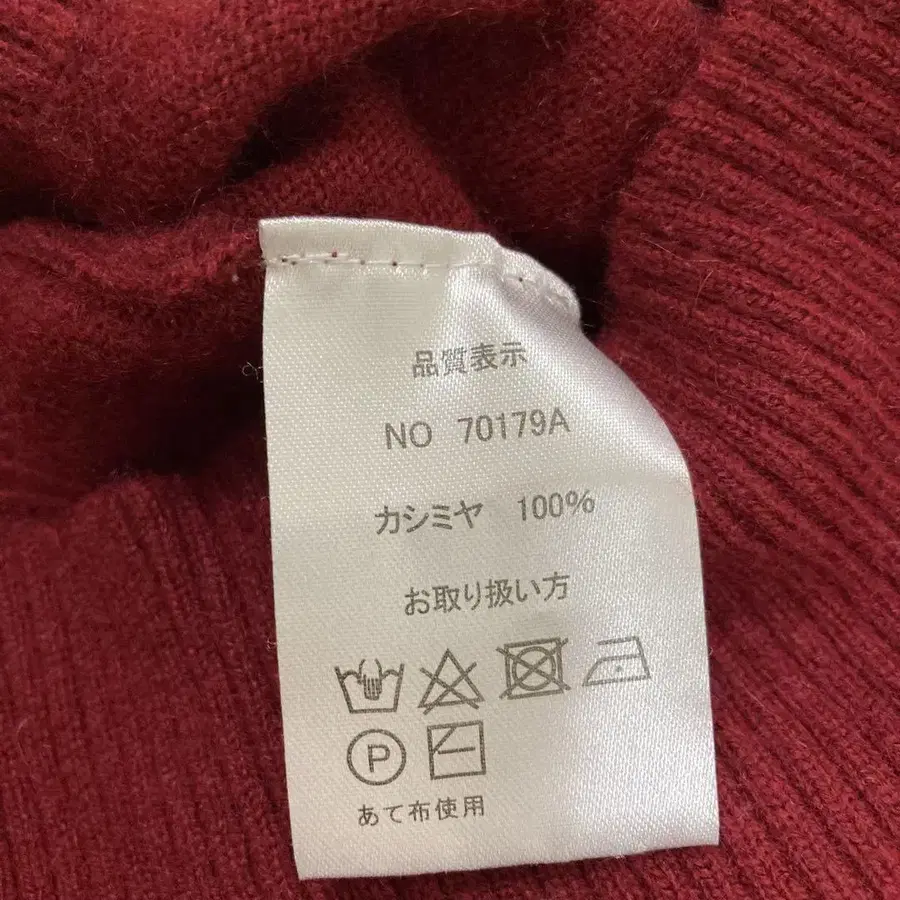 品質表示
NO 70179A
カシミヤ 100%
お取り扱い方
P
あて布使用